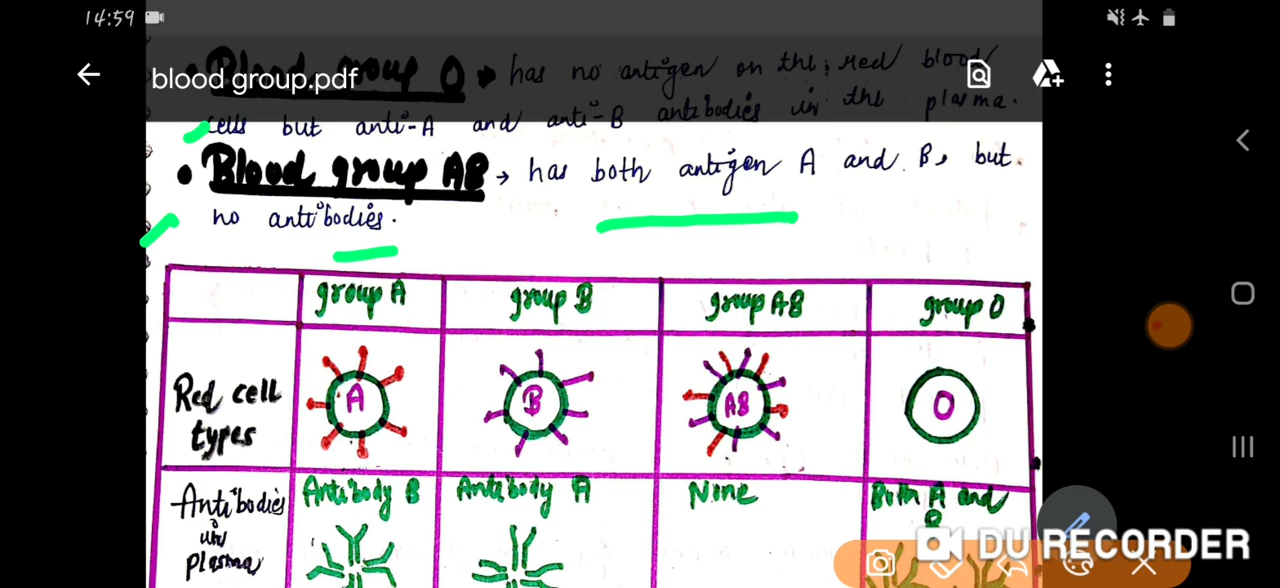 14:59
Blood group O → has no antigen on the red blood
blood group.pdf
cells but anti-A and anti-B antibodies in the plasma.
Blood group AB → has both antigen A and B, but
no antibodies.
group A group B group AB group O
Red cell
types
A B AB O
Antibodies
in
plasma
Antibody B Antibody A None Both A and
B
DU RECORDER